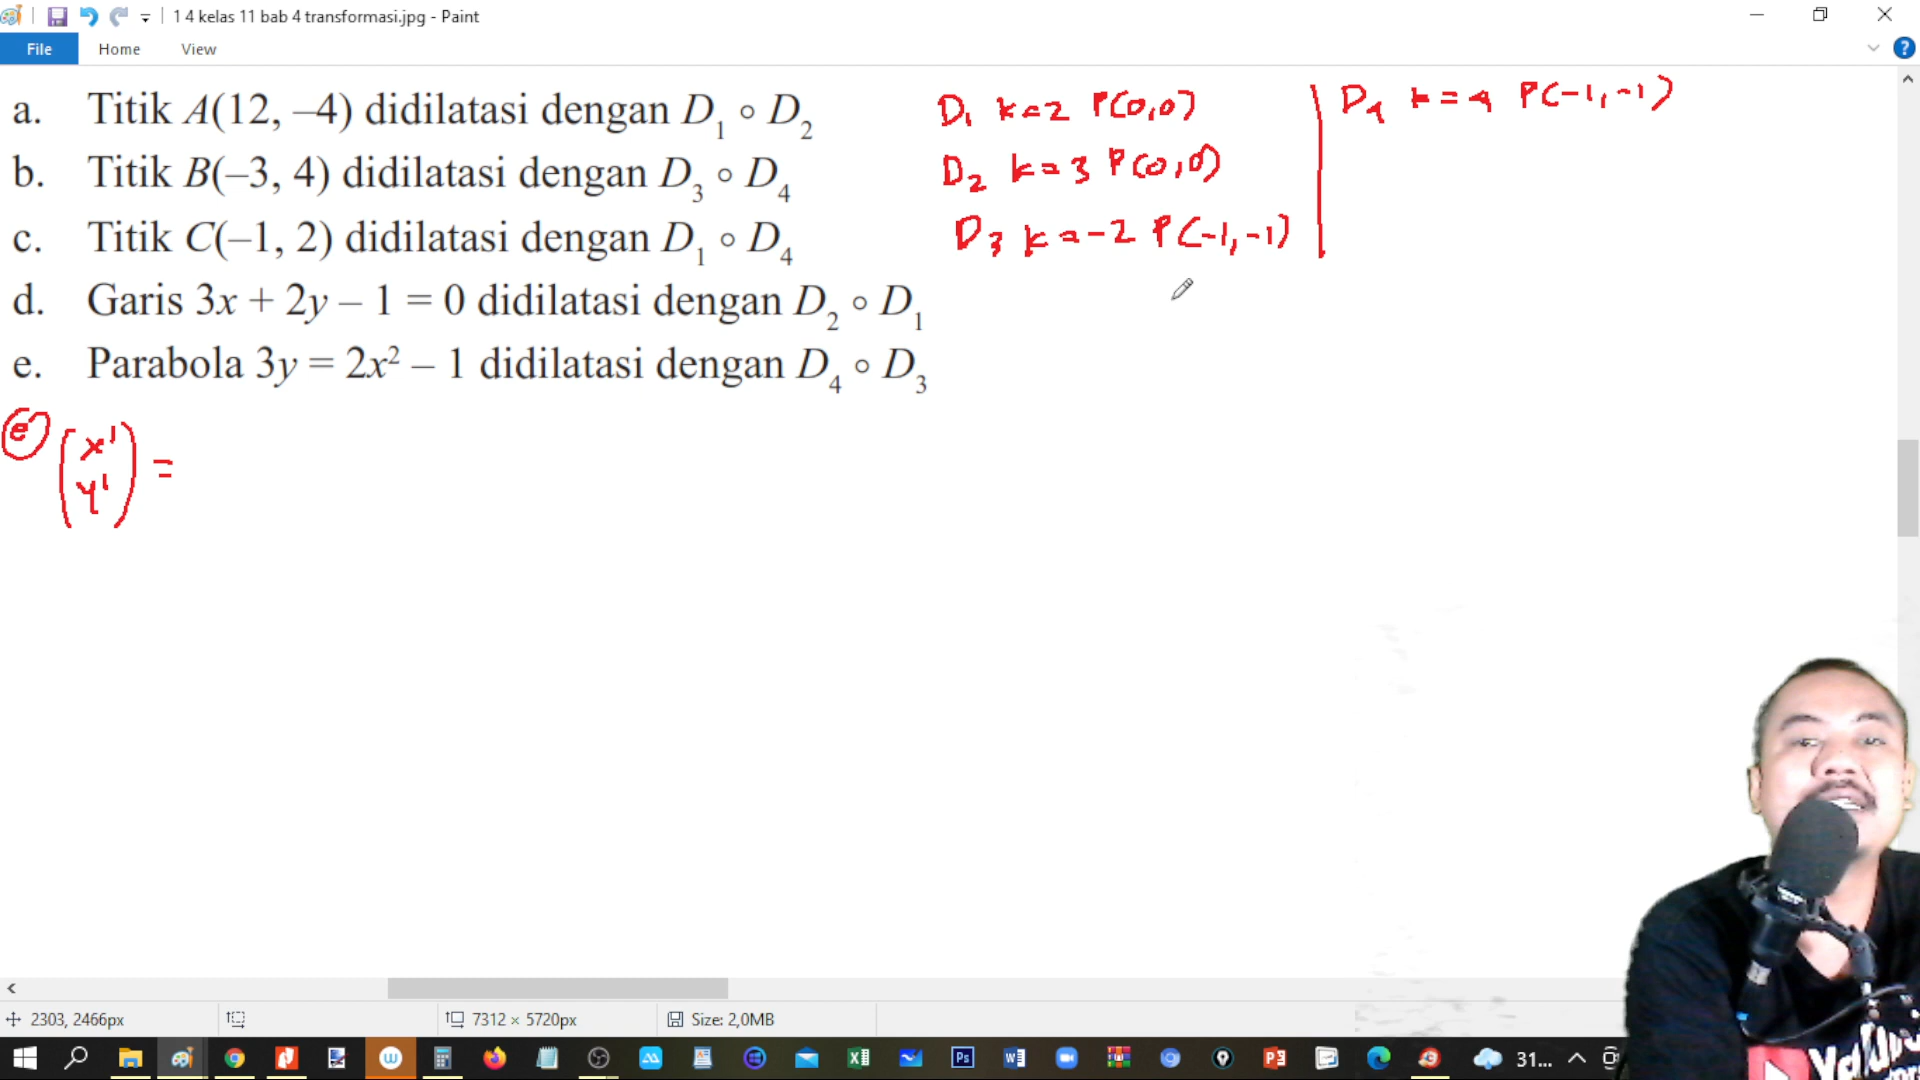 1 4 kelas 11 bab 4 transformasi.jpg - Paint
File Home View
a. Titik A(12, –4) didilatasi dengan D₁ ∘ D₂
b. Titik B(–3, 4) didilatasi dengan D₃ ∘ D₄
c. Titik C(–1, 2) didilatasi dengan D₁ ∘ D₄
d. Garis 3x + 2y – 1 = 0 didilatasi dengan D₂ ∘ D₁
e. Parabola 3y = 2x² – 1 didilatasi dengan D₄ ∘ D₃
D₁ k=2 P(0,0)
D₂ k=3 P(0,0)
D₃ k=-2 P(-1,-1)
D₄ k=4 P(-1,-1)
e
(x'
y') =
2303, 2466px
7312 × 5720px
Size: 2,0MB
31...